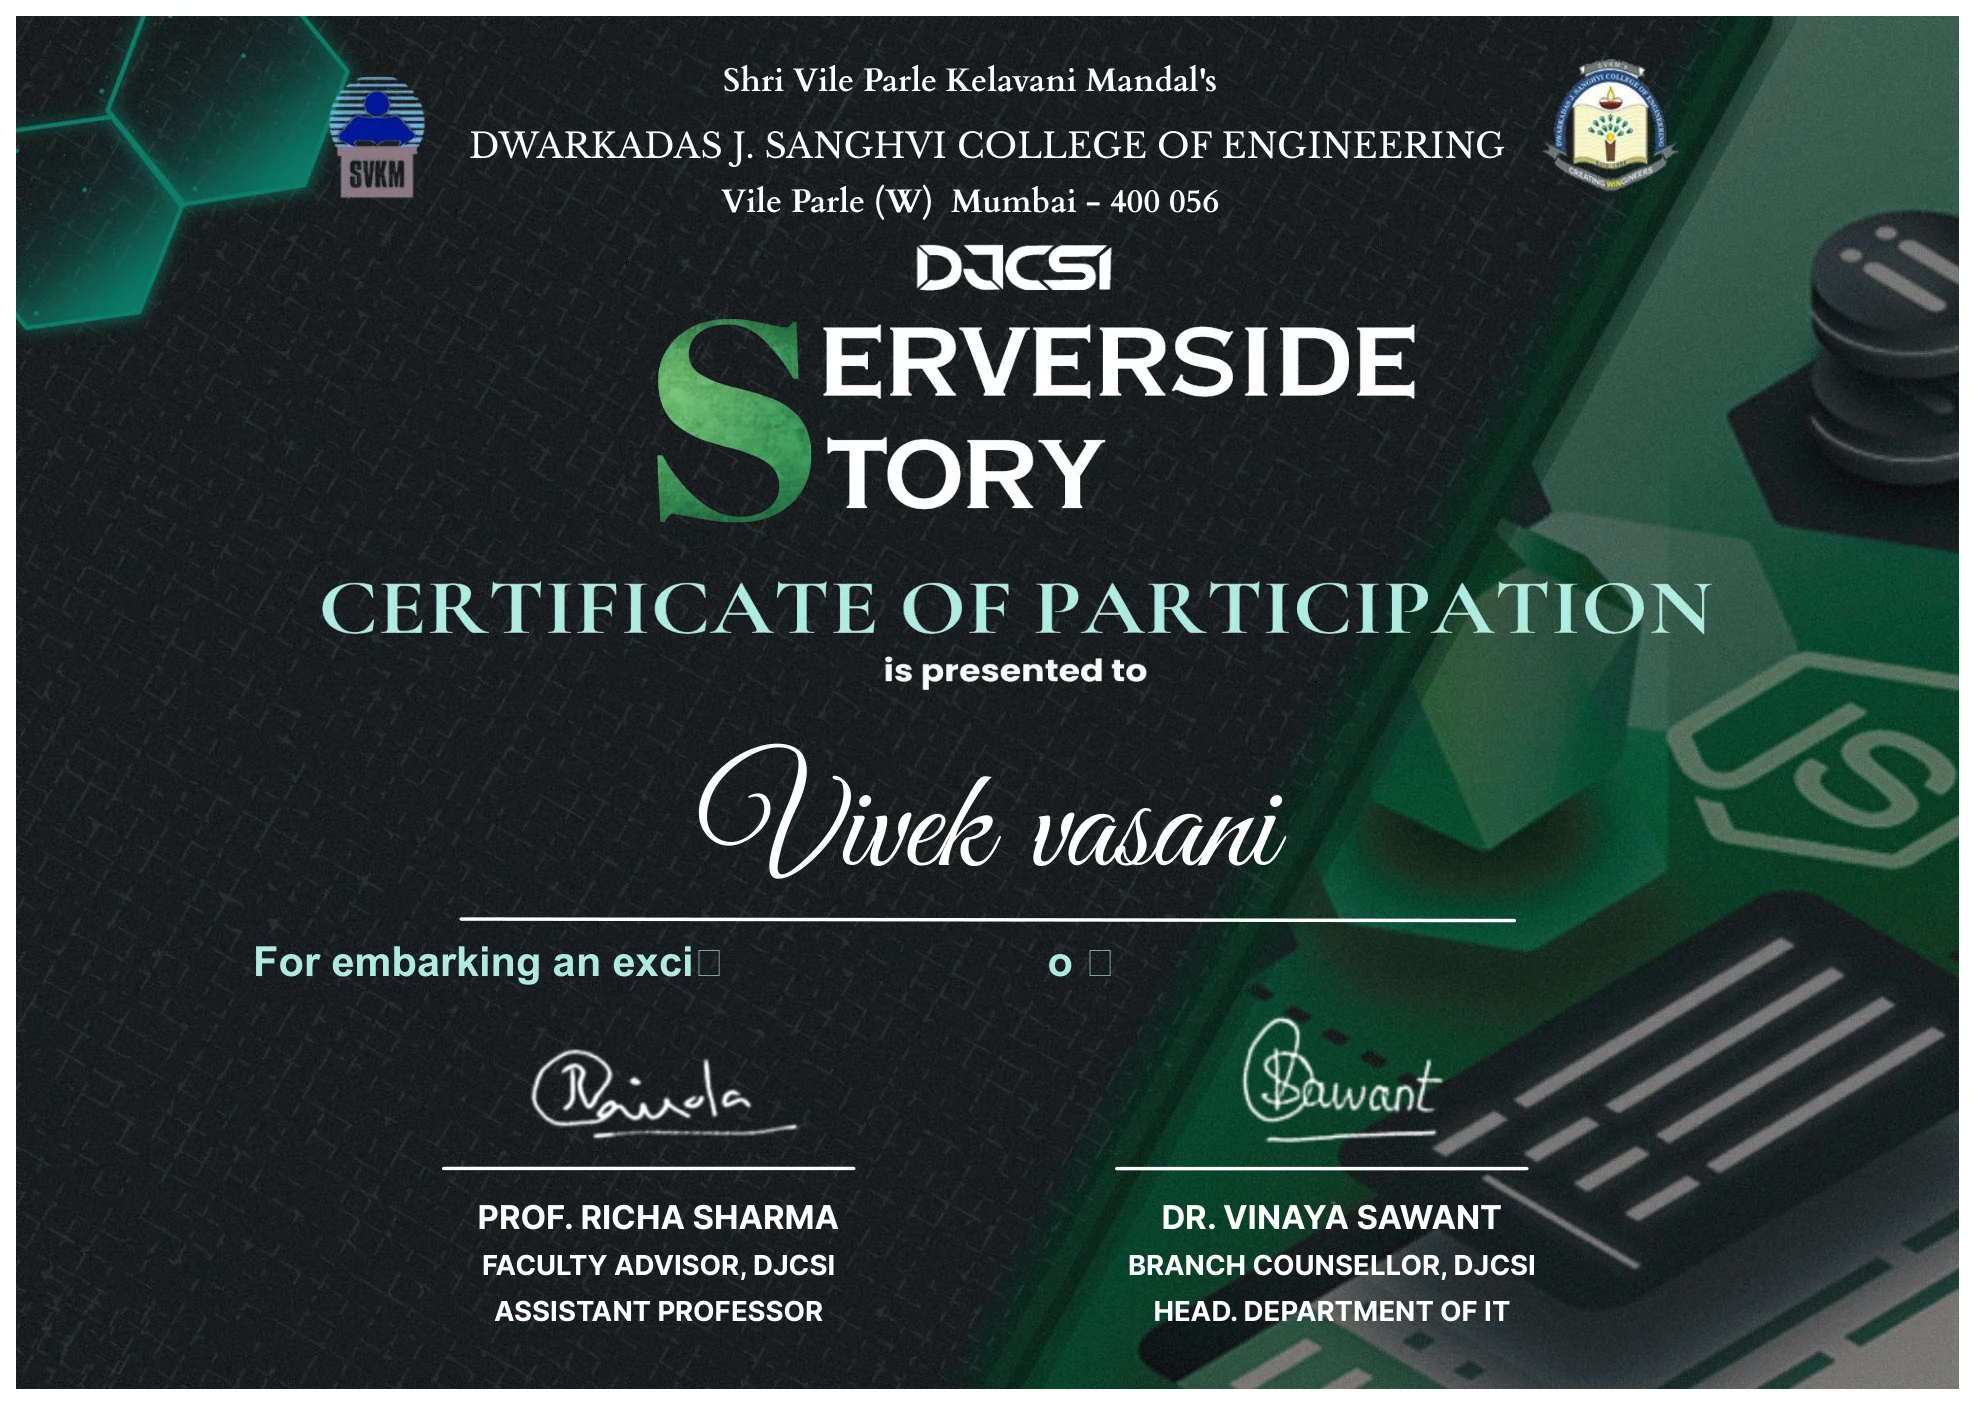 Shri Vile Parle Kelavani Mandal's
SVKM
DWARKADAS J. SANGHVI COLLEGE OF ENGINEERING
Vile Parle (W) Mumbai - 400 056
DJCSI
SERVERSIDE
STORY
CERTIFICATE OF PARTICIPATION
is presented to
Vivek vasani
For embarking an exci□ o □
Sawant
PROF. RICHA SHARMA
FACULTY ADVISOR, DJCSI
ASSISTANT PROFESSOR
DR. VINAYA SAWANT
BRANCH COUNSELLOR, DJCSI
HEAD. DEPARTMENT OF IT
JS